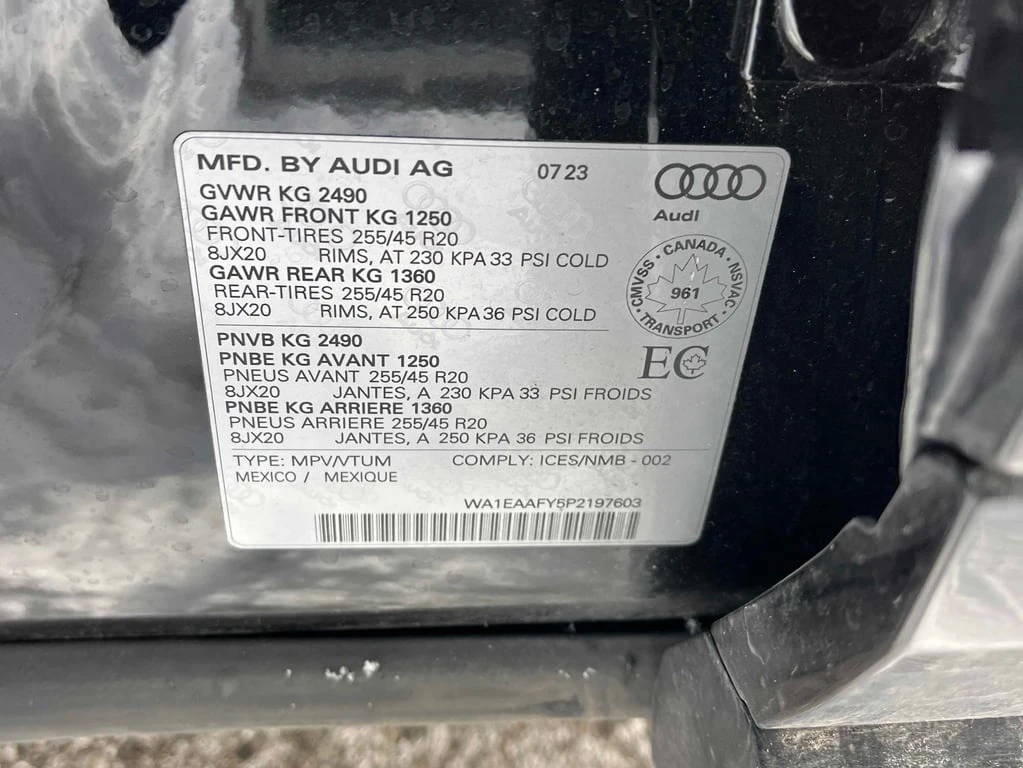 MFD. BY AUDI AG 07 23
Audi
GVWR KG 2490
GAWR FRONT KG 1250
FRONT-TIRES 255/45 R20
8JX20 RIMS, AT 230 KPA 33 PSI COLD
GAWR REAR KG 1360
REAR-TIRES 255/45 R20
8JX20 RIMS, AT 250 KPA 36 PSI COLD
CANADA
CMVSS · NSVAC
961
TRANSPORT
EC
PNVB KG 2490
PNBE KG AVANT 1250
PNEUS AVANT 255/45 R20
8JX20 JANTES, A 230 KPA 33 PSI FROIDS
PNBE KG ARRIERE 1360
PNEUS ARRIERE 255/45 R20
8JX20 JANTES, A 250 KPA 36 PSI FROIDS
TYPE: MPV/VTUM COMPLY: ICES/NMB - 002
MEXICO / MEXIQUE
WA1EAAFY5P2197603